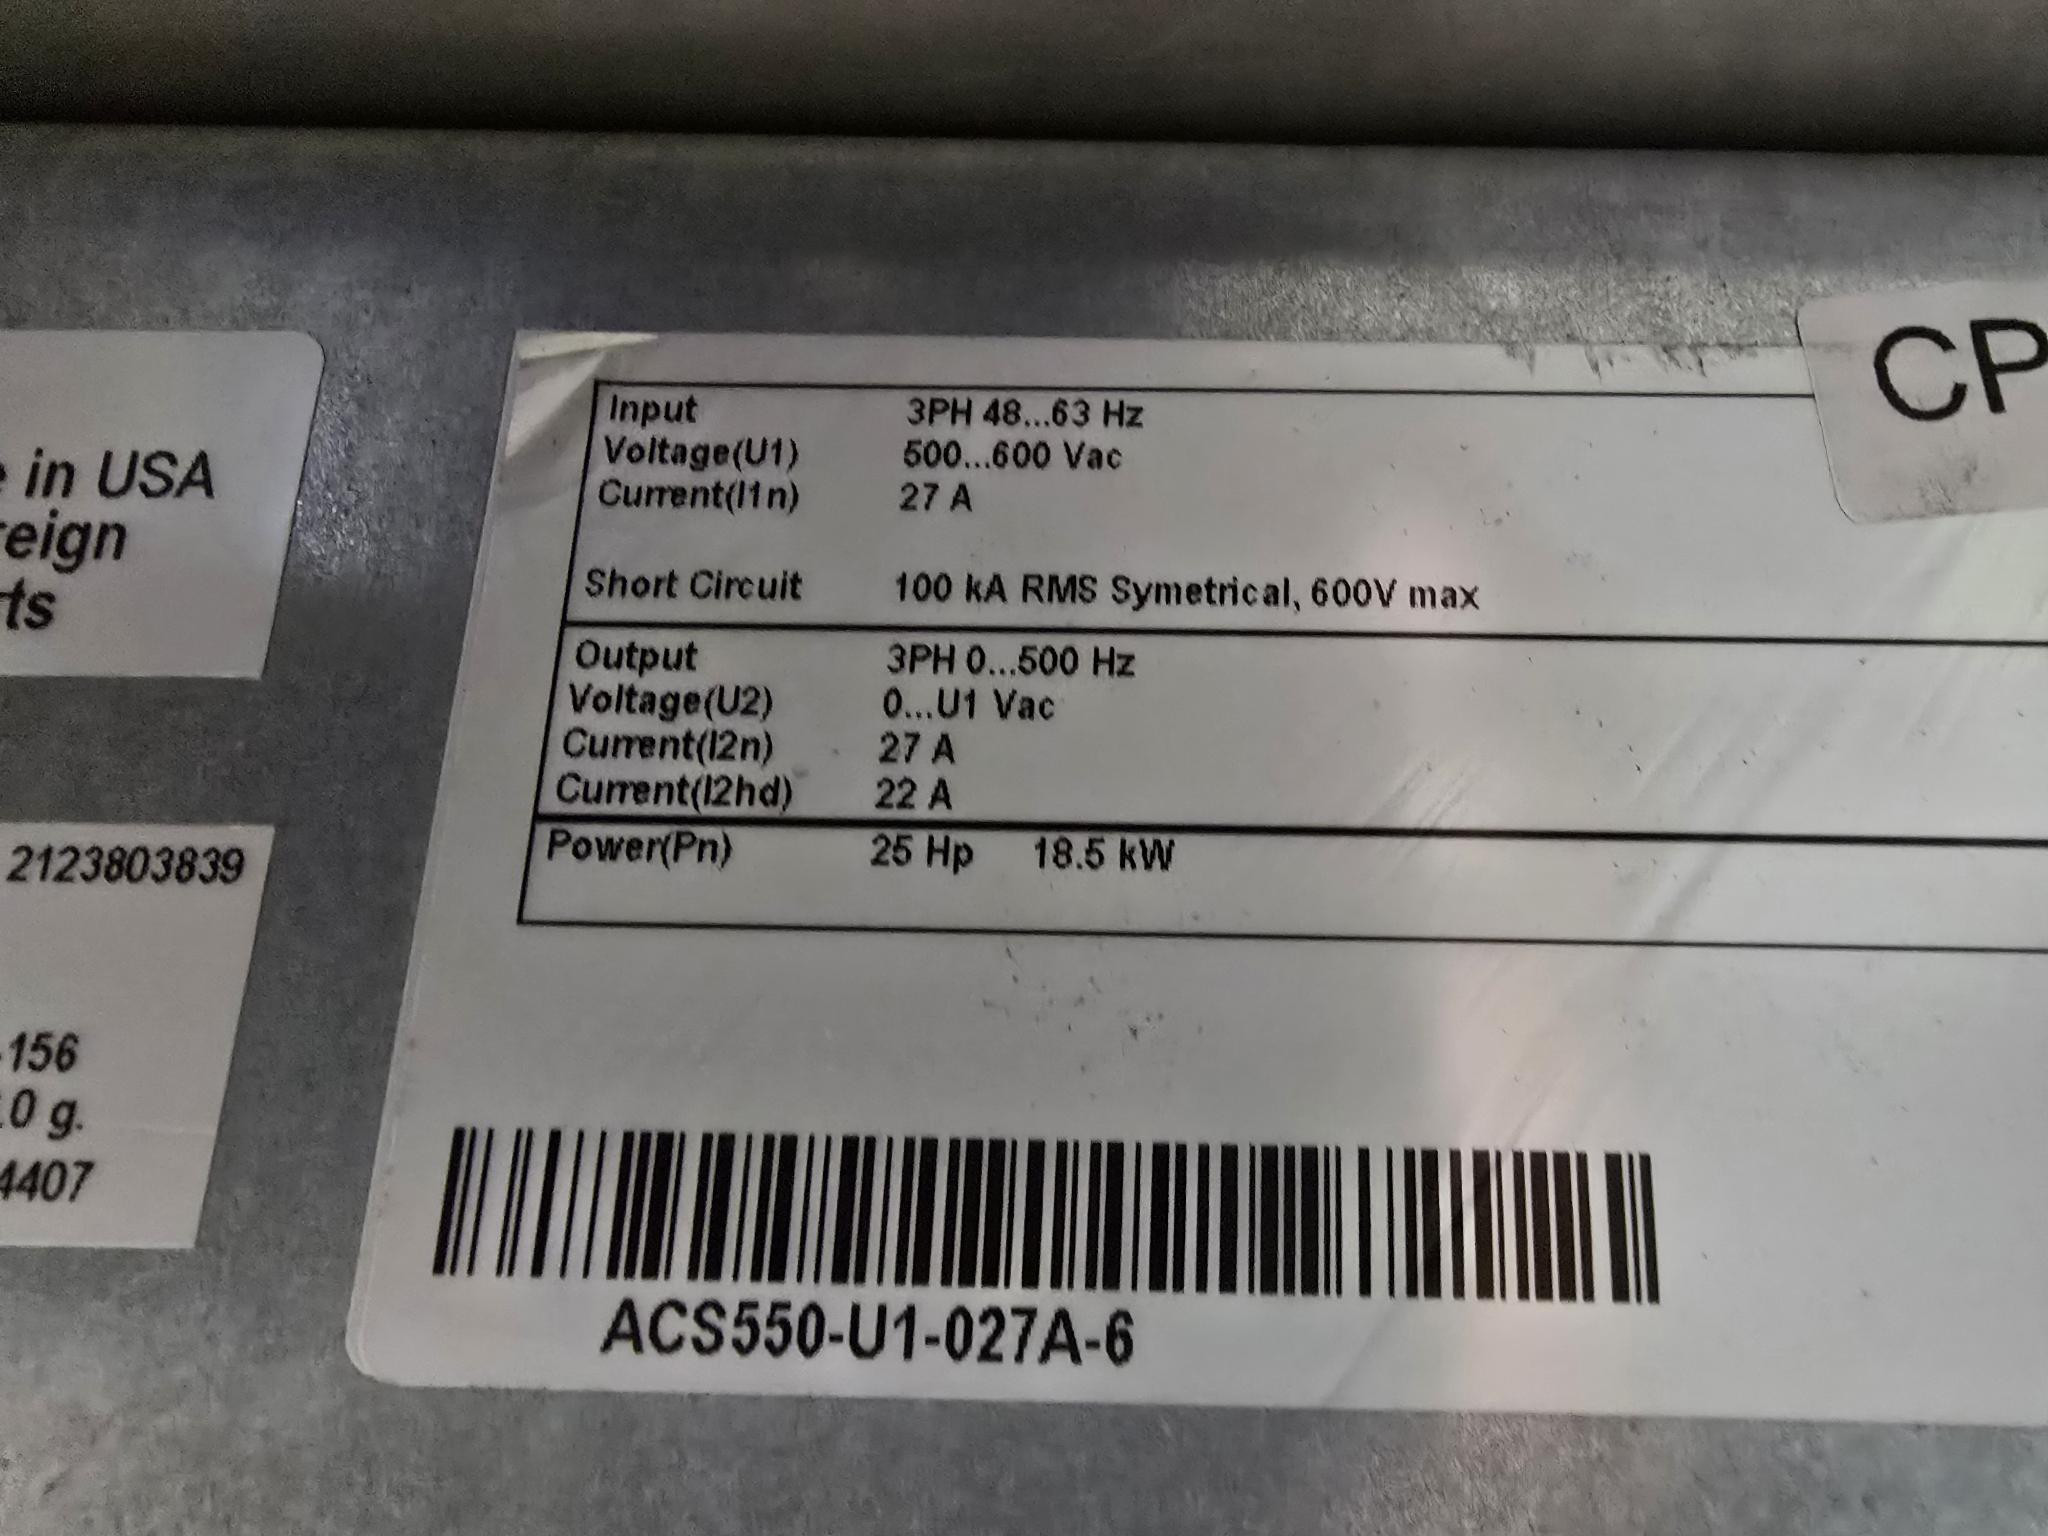 in USA
reign
rts
2123803839
-156
.0 g.
4407
CP
Input 3PH 48...63 Hz
Voltage(U1) 500...600 Vac
Current(I1n) 27 A
Short Circuit 100 kA RMS Symetrical, 600V max
Output 3PH 0...500 Hz
Voltage(U2) 0...U1 Vac
Current(I2n) 27 A
Current(I2hd) 22 A
Power(Pn) 25 Hp 18.5 kW
ACS550-U1-027A-6